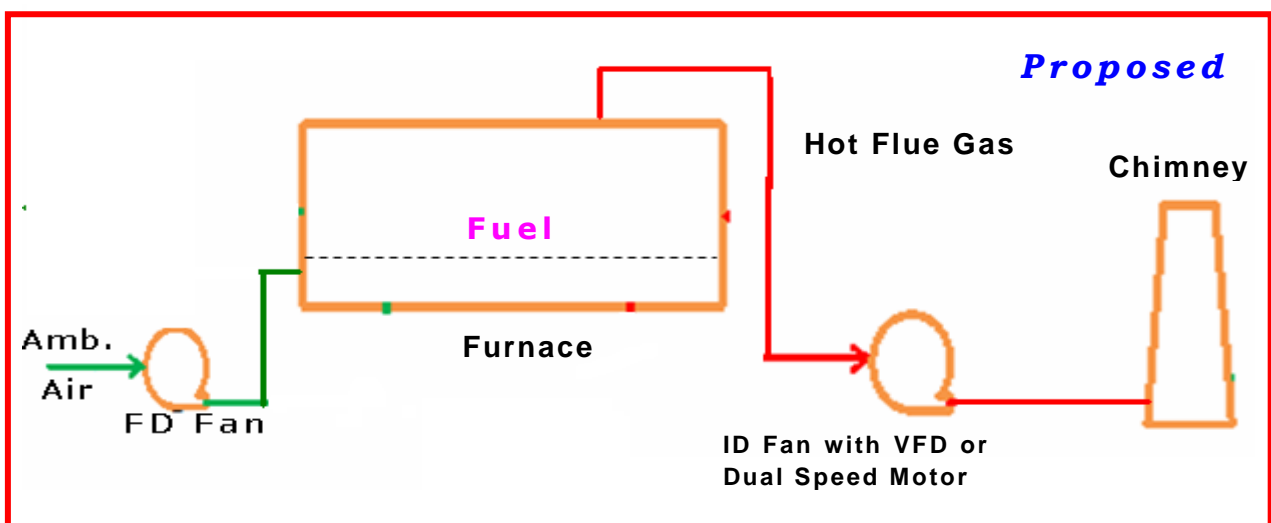 Proposed
Hot Flue Gas
Chimney
Fuel
Amb.
Air
FD Fan
Furnace
ID Fan with VFD or
Dual Speed Motor